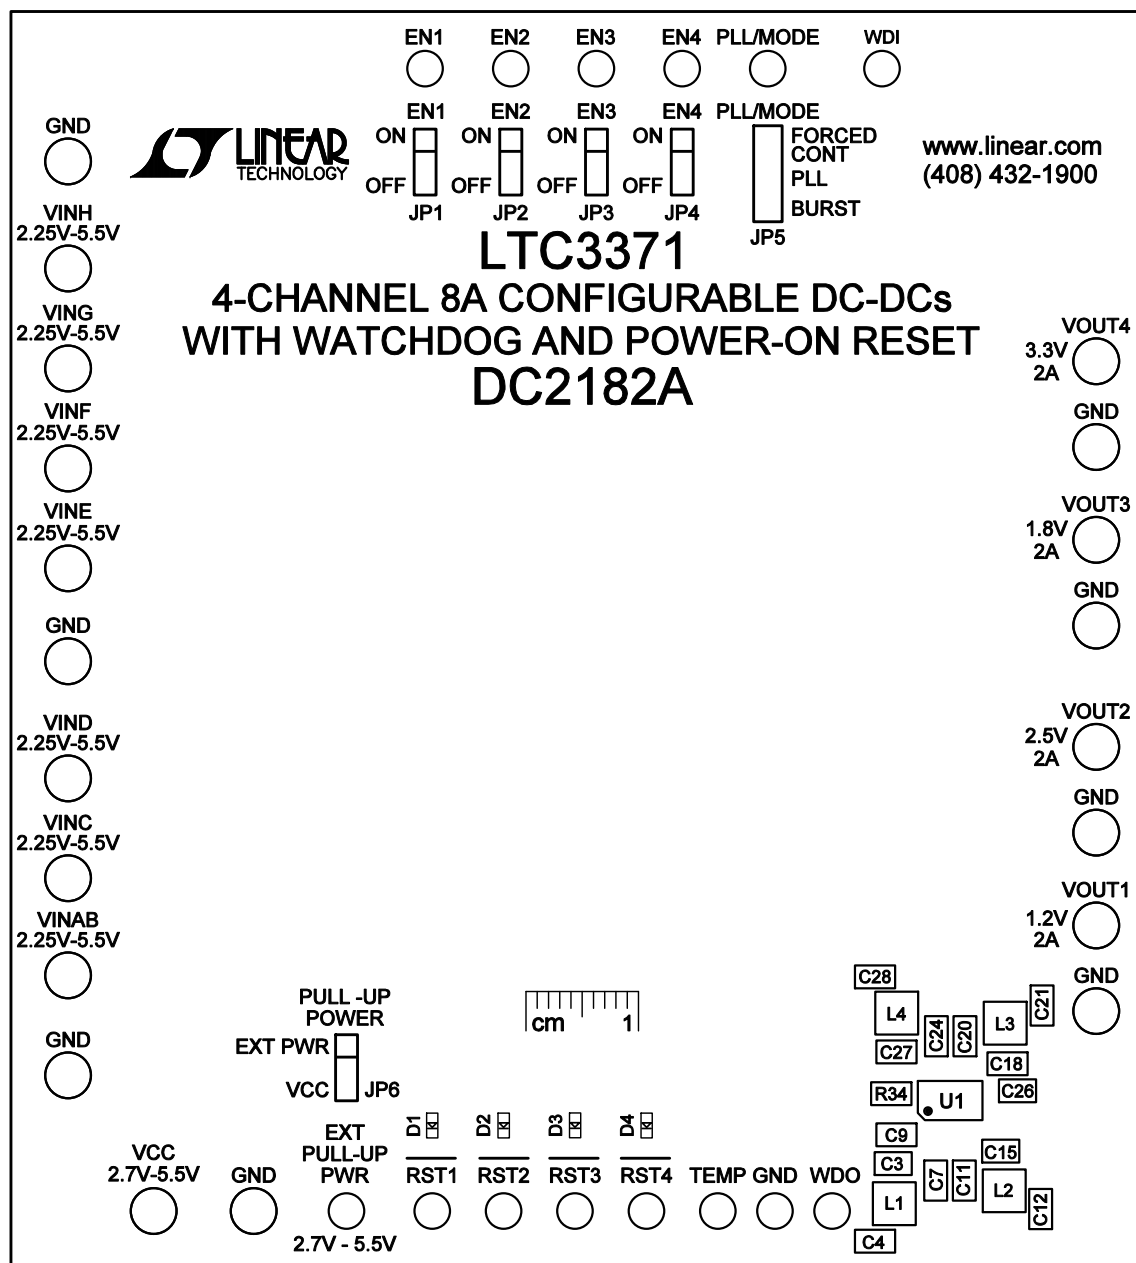 EN1 EN2 EN3 EN4 PLL/MODE WDI
EN1 EN2 EN3 EN4 PLL/MODE
GND
LINEAR
TECHNOLOGY
ON ON ON ON
OFF OFF OFF OFF
JP1 JP2 JP3 JP4
FORCED
CONT
PLL
BURST
JP5
www.linear.com
(408) 432-1900
LTC3371
4-CHANNEL 8A CONFIGURABLE DC-DCs
WITH WATCHDOG AND POWER-ON RESET
DC2182A
VINH
2.25V-5.5V
VING
2.25V-5.5V
VINF
2.25V-5.5V
VINE
2.25V-5.5V
GND
VIND
2.25V-5.5V
VINC
2.25V-5.5V
VINAB
2.25V-5.5V
GND
VOUT4
3.3V
2A
GND
VOUT3
1.8V
2A
GND
VOUT2
2.5V
2A
GND
VOUT1
1.2V
2A
GND
PULL -UP
POWER
EXT PWR
VCC JP6
cm 1
C28
L4 C24 C20 L3 C21
C27
C18
R34 U1 C26
C9
C3 C7 C11 C15
L1 L2 C12
C4
D1 D2 D3 D4
VCC
2.7V-5.5V
GND
EXT
PULL-UP
PWR
2.7V - 5.5V
RST1 RST2 RST3 RST4 TEMP GND WDO